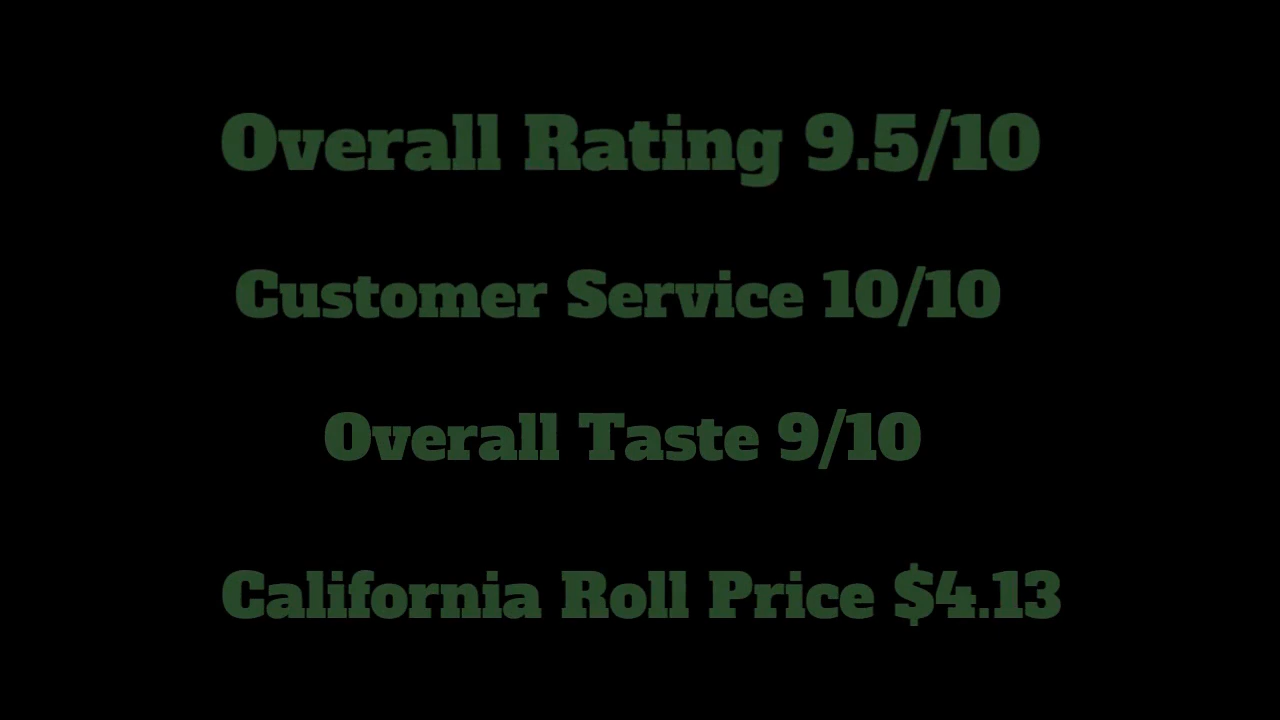 Overall Rating 9.5/10
Customer Service 10/10
Overall Taste 9/10
California Roll Price $4.13